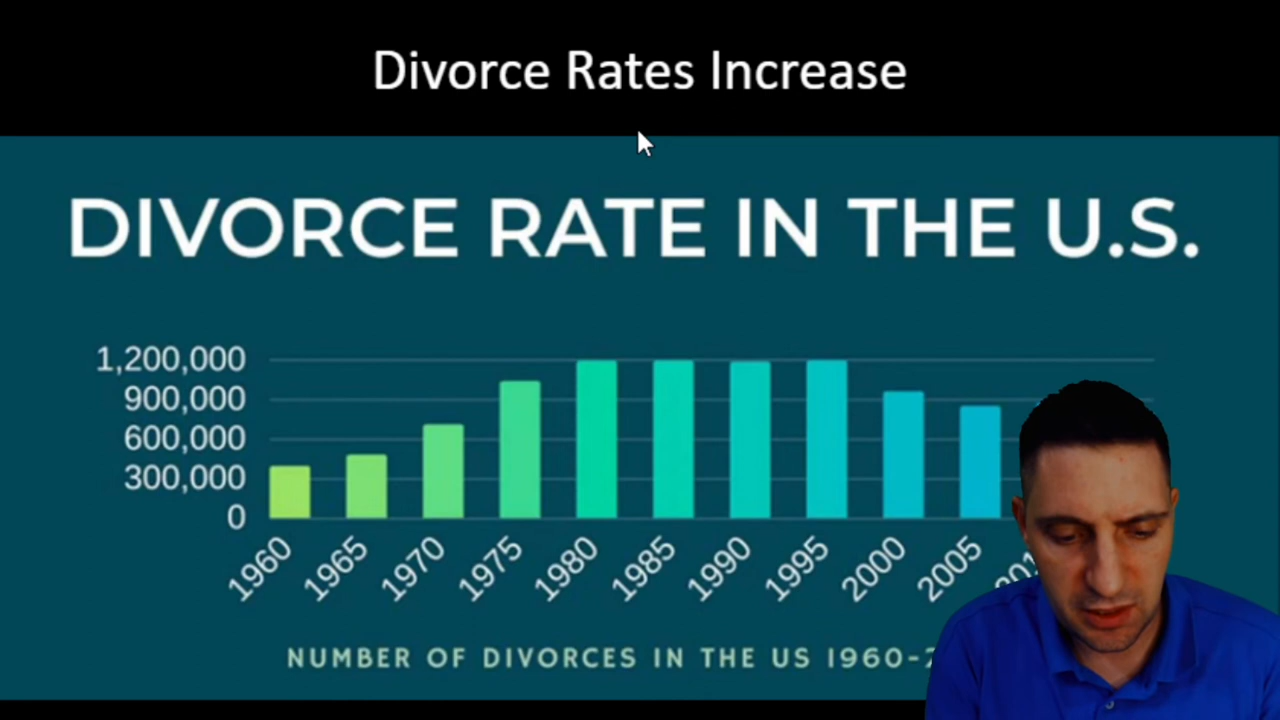 Divorce Rates Increase
DIVORCE RATE IN THE U.S.
1,200,000
900,000
600,000
300,000
0
1960 1965 1970 1975 1980 1985 1990 1995 2000 2005
NUMBER OF DIVORCES IN THE US